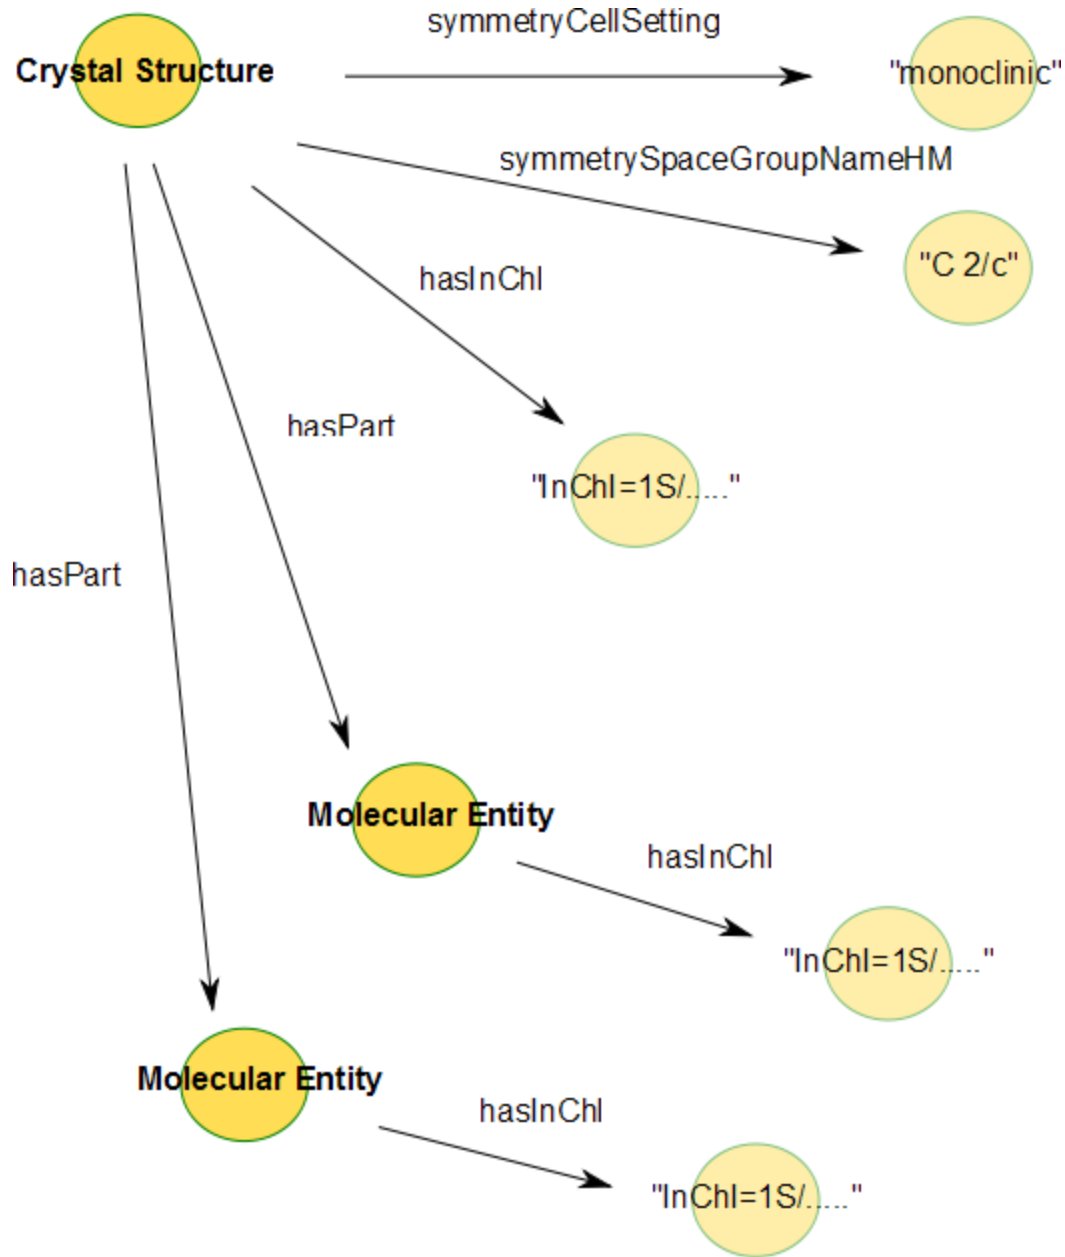 symmetryCellSetting
Crystal Structure
"monoclinic"
symmetrySpaceGroupNameHM
"C 2/c"
hasInChI
hasPart
"InChI=1S/....."
hasPart
Molecular Entity
hasInChI
"InChI=1S/....."
Molecular Entity
hasInChI
"InChI=1S/....."